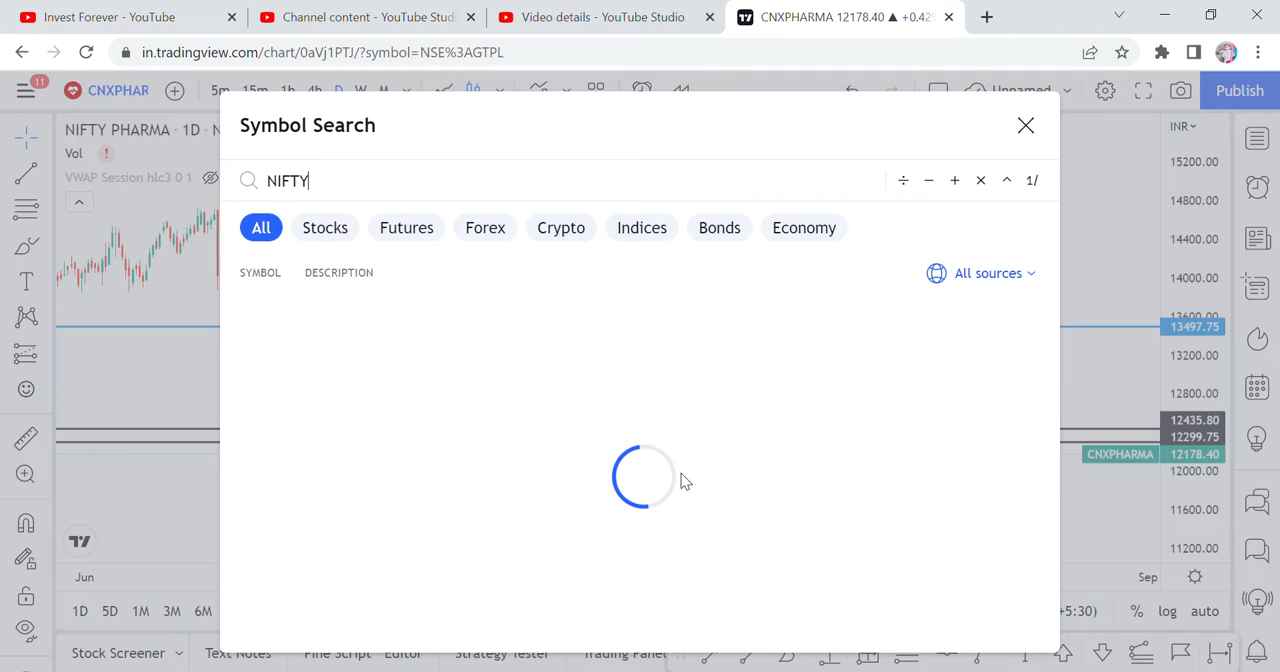 Invest Forever - YouTube
Channel content - YouTube Studi
Video details - YouTube Studio
CNXPHARMA 12178.40 ▲ +0.42%
in.tradingview.com/chart/0aVj1PTJ/?symbol=NSE%3AGTPL
11
CNXPHAR
5m 15m 1h 4h D W M
Unnamed
Publish
NIFTY PHARMA · 1D · N
Vol
VWAP Session hlc3 0 1
Symbol Search
NIFTY
÷ − + × ^ 1/
All Stocks Futures Forex Crypto Indices Bonds Economy
SYMBOL DESCRIPTION
All sources
INR
15200.00
14800.00
14400.00
14000.00
13600.00
13497.75
13200.00
12800.00
12435.80
12299.75
CNXPHARMA 12178.40
12000.00
11600.00
11200.00
Jun
Sep
1D 5D 1M 3M 6M
+5:30) % log auto
Stock Screener Text Notes Pine Script Editor Strategy Tester Trading Panel